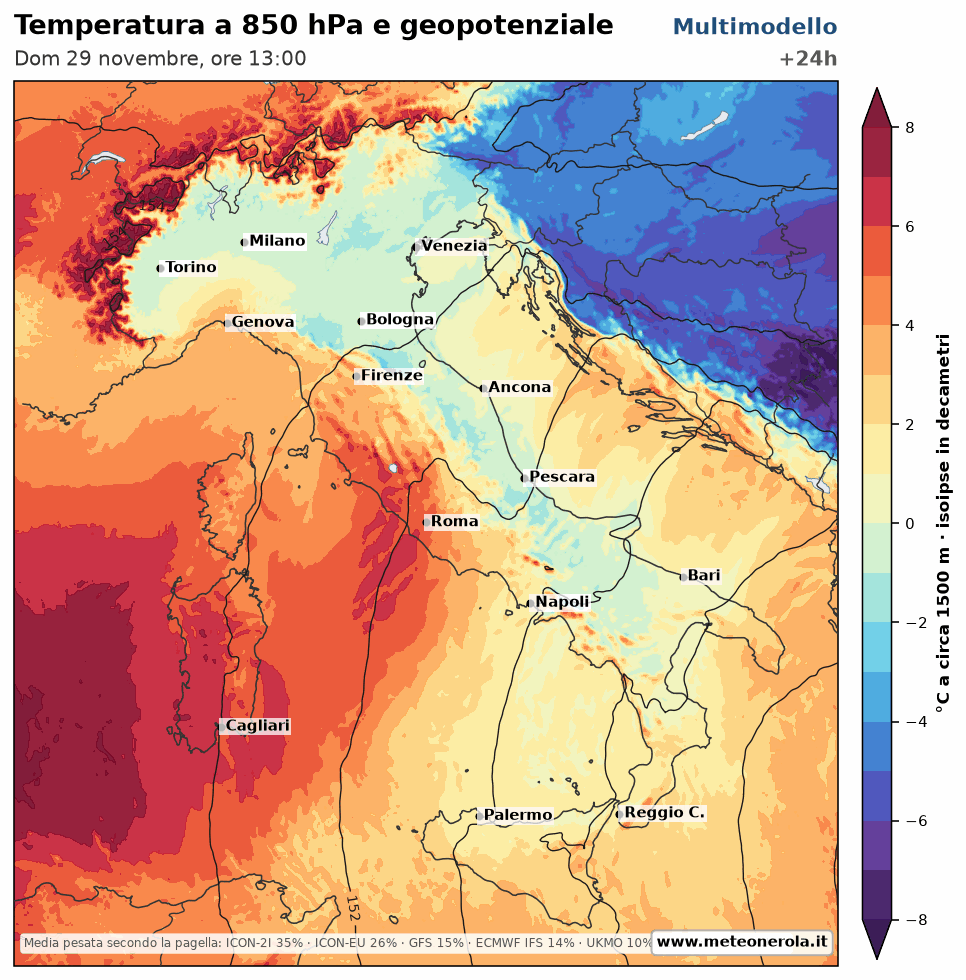 Temperatura a 850 hPa e geopotenziale
Multimodello
Dom 29 novembre, ore 13:00
+24h
Milano
Venezia
Torino
Genova
Bologna
Firenze
Ancona
Pescara
Roma
Bari
Napoli
Cagliari
Palermo
Reggio C.
152
8
6
4
2
0
−2
−4
−6
−8
°C a circa 1500 m · isoipse in decametri
Media pesata secondo la pagella: ICON-2I 35% · ICON-EU 26% · GFS 15% · ECMWF IFS 14% · UKMO 10%
www.meteonerola.it